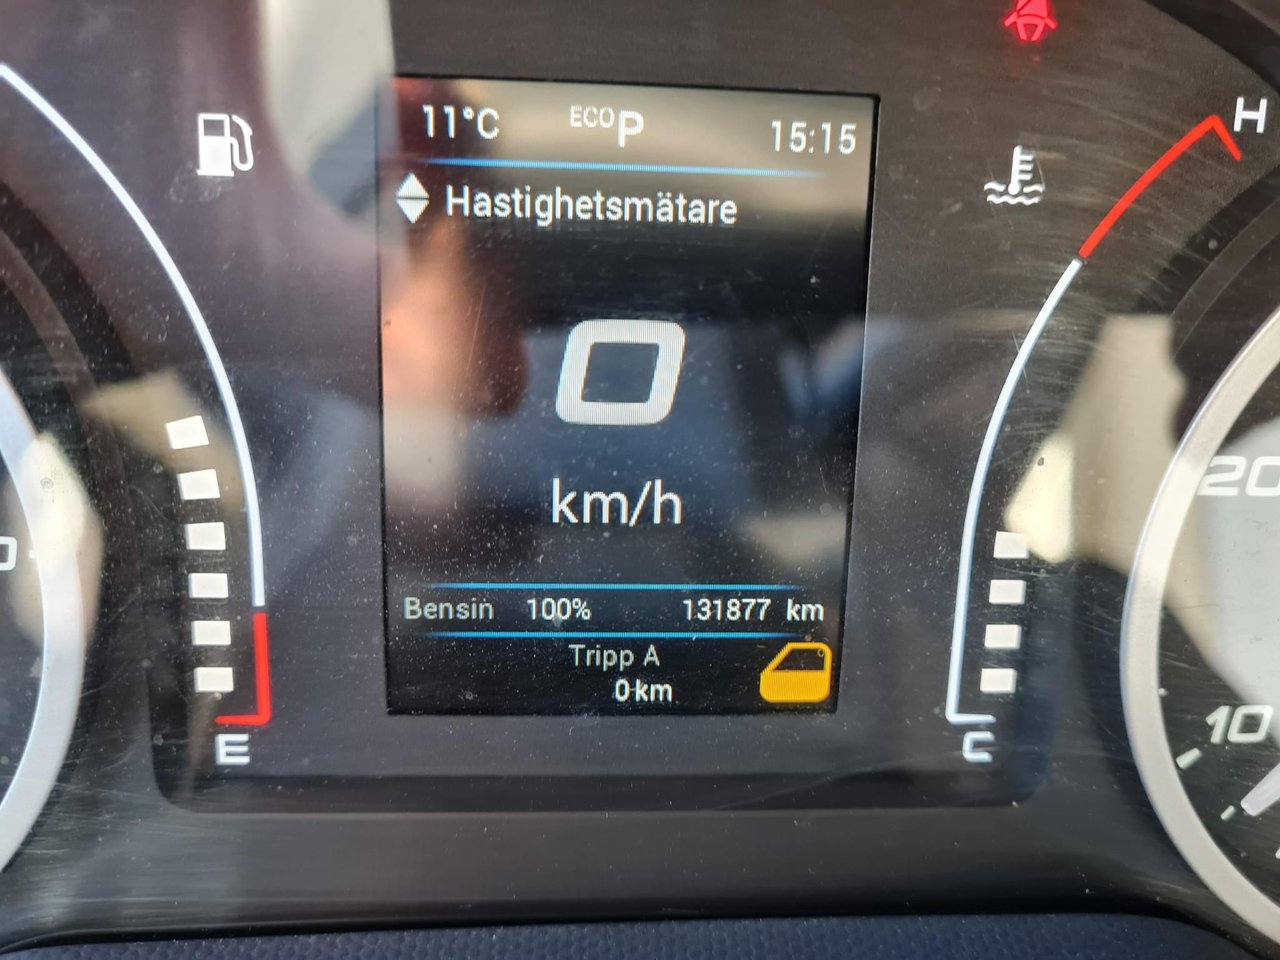 11°C ECO P 15:15
Hastighetsmätare
0
km/h
Bensin 100% 131877 km
Tripp A
0 km
E
H
C
20
10